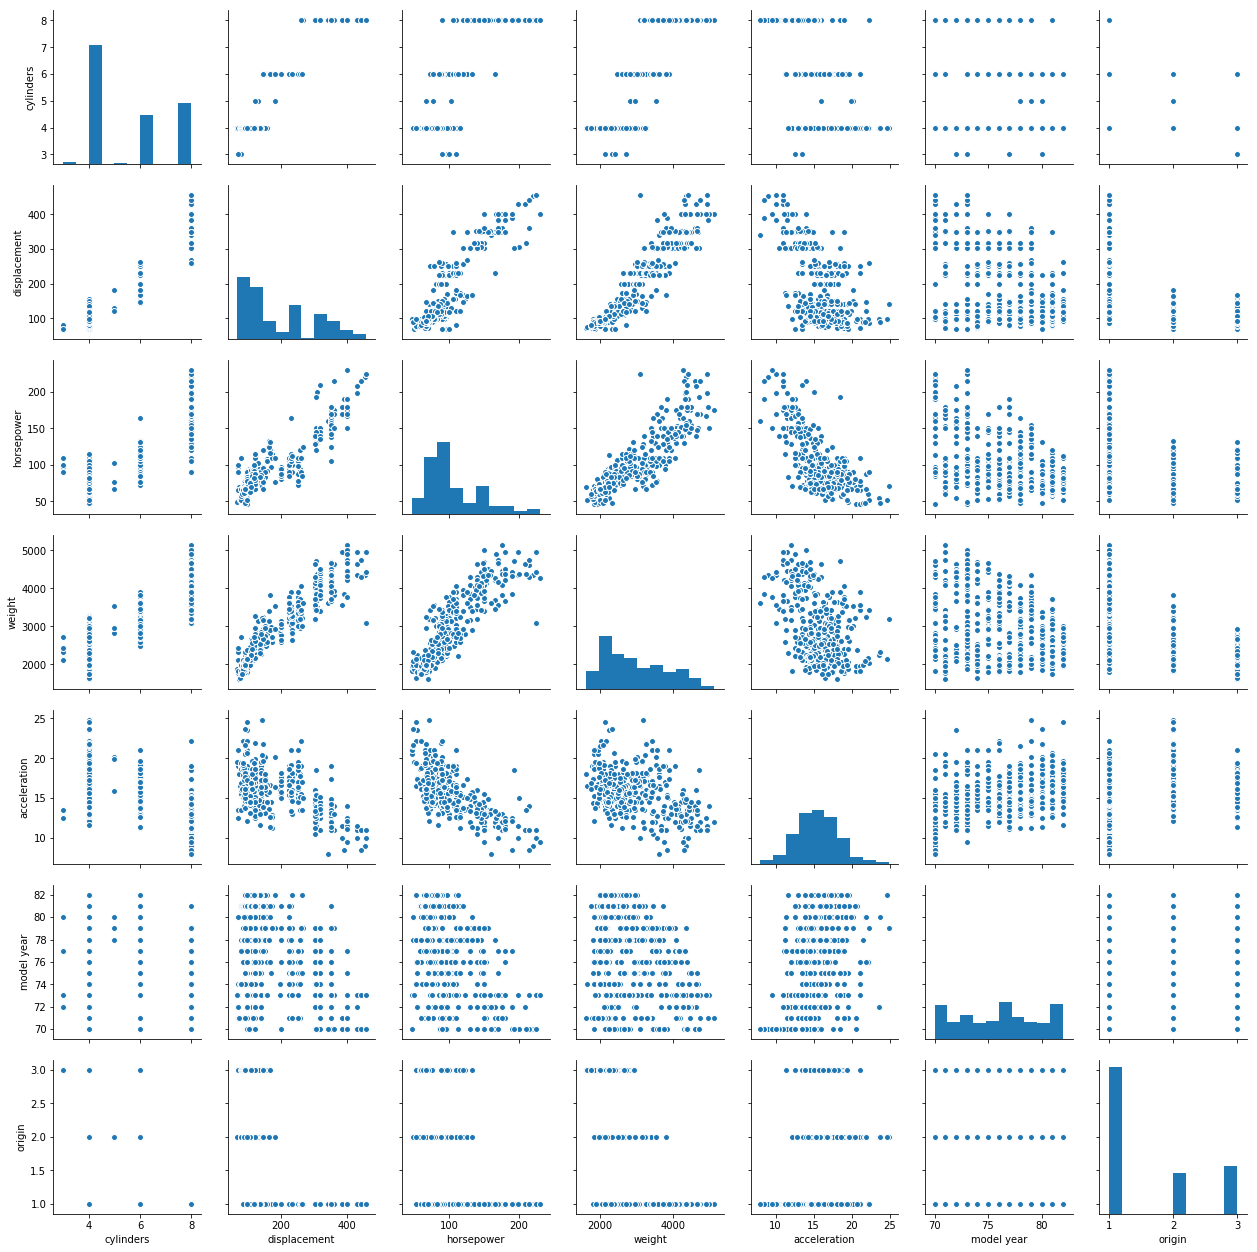 8
7
6
5
4
3
cylinders
400
300
200
100
displacement
200
150
100
50
horsepower
5000
4000
3000
2000
weight
25
20
15
10
acceleration
82
80
78
76
74
72
70
model year
3.0
2.5
2.0
1.5
1.0
origin
4 6 8
200 400
100 200
2000 4000
10 15 20 25
70 75 80
1 2 3
cylinders
displacement
horsepower
weight
acceleration
model year
origin